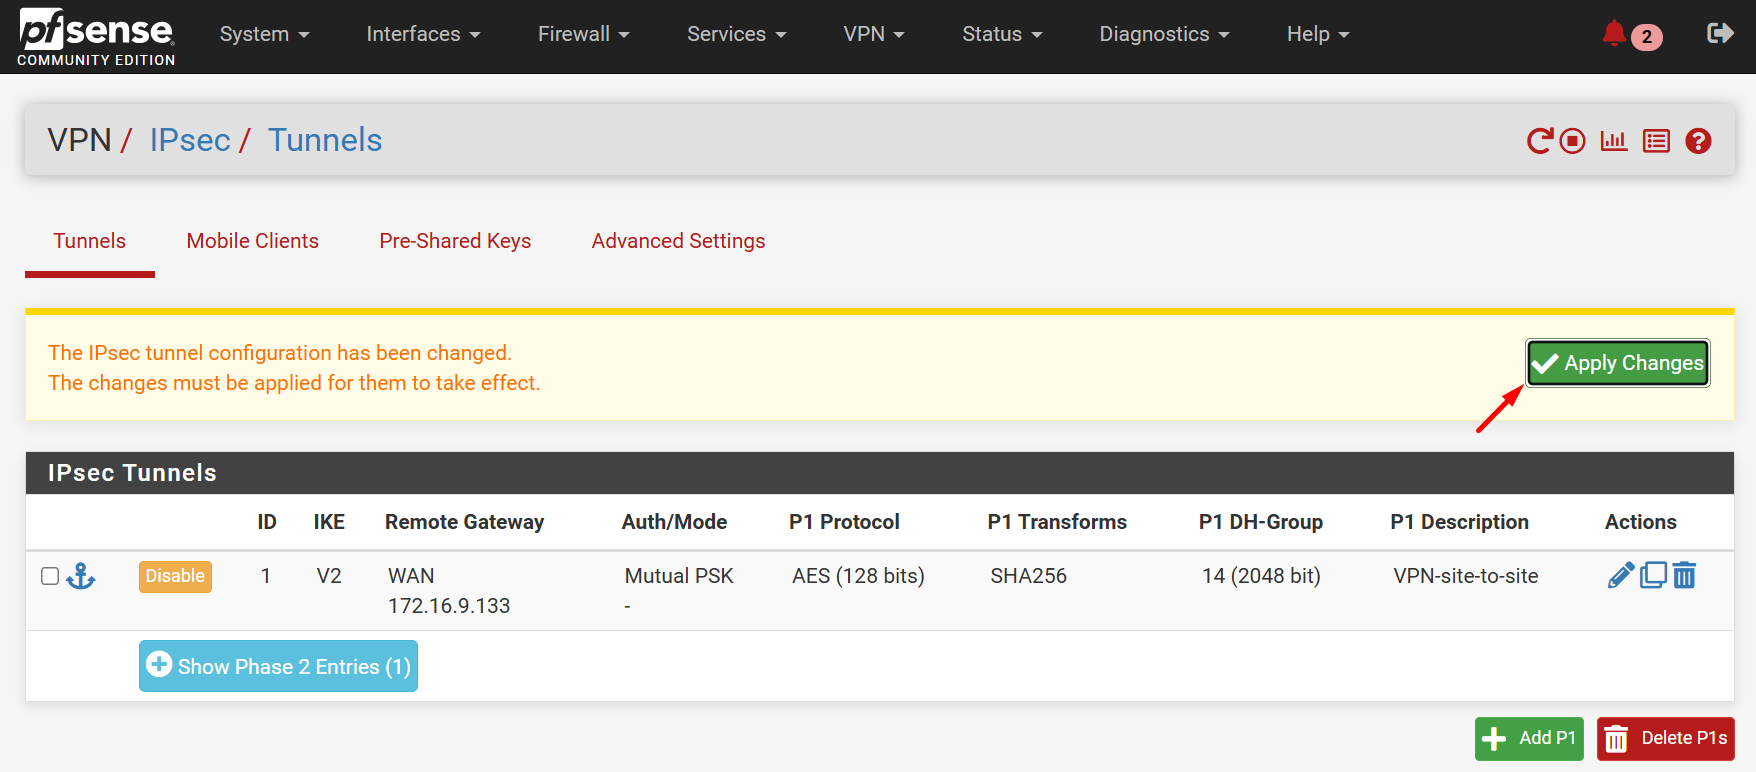 pfsense
COMMUNITY EDITION
System Interfaces Firewall Services VPN Status Diagnostics Help 2
VPN / IPsec / Tunnels
Tunnels Mobile Clients Pre-Shared Keys Advanced Settings
The IPsec tunnel configuration has been changed.
The changes must be applied for them to take effect.
Apply Changes
IPsec Tunnels
ID IKE Remote Gateway Auth/Mode P1 Protocol P1 Transforms P1 DH-Group P1 Description Actions
Disable 1 V2 WAN Mutual PSK AES (128 bits) SHA256 14 (2048 bit) VPN-site-to-site
172.16.9.133 -
Show Phase 2 Entries (1)
Add P1 Delete P1s